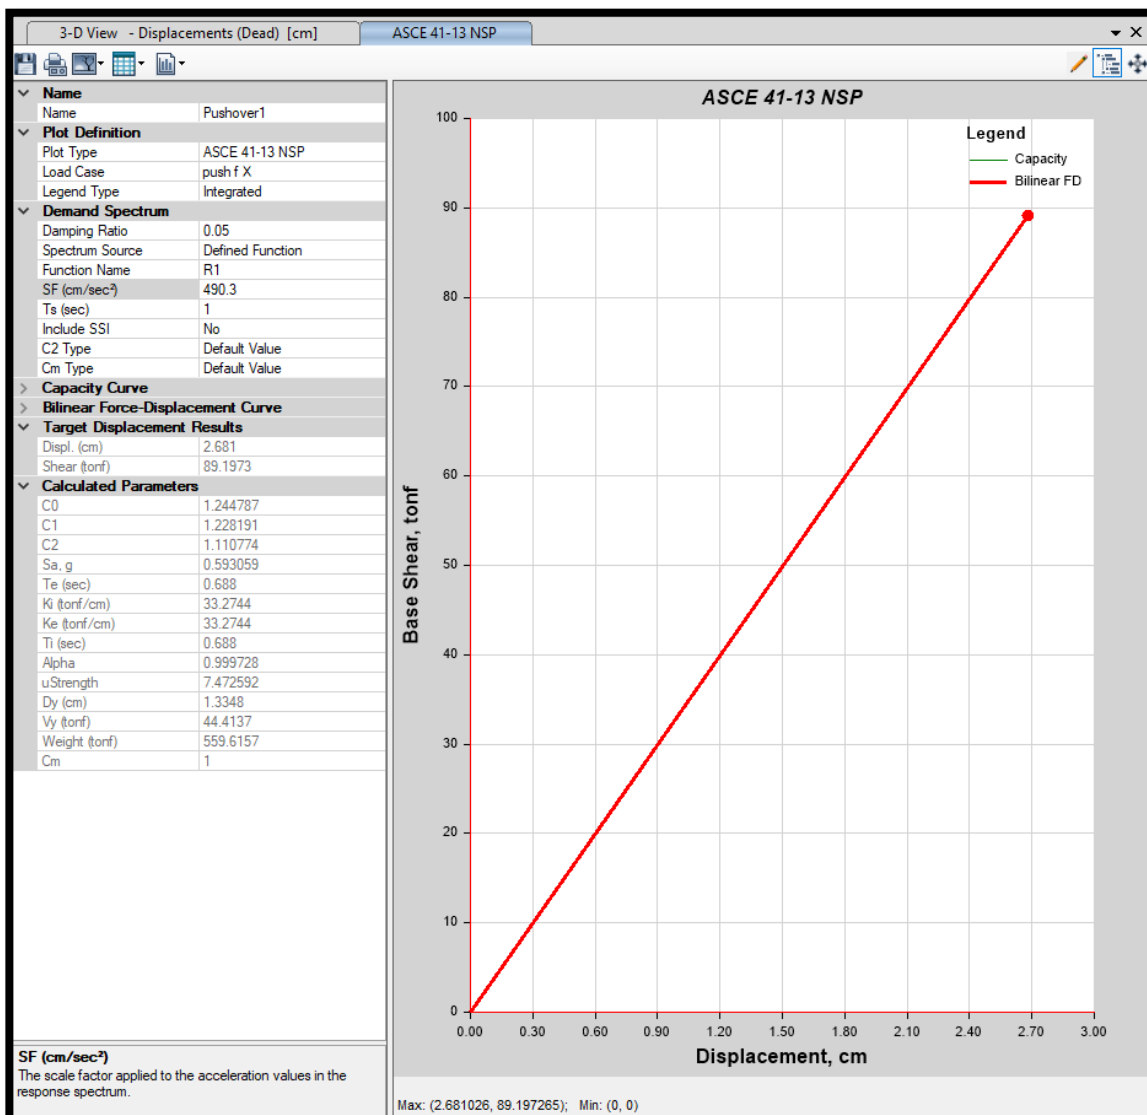 3-D View - Displacements (Dead) [cm]
ASCE 41-13 NSP
Name
Name Pushover1
Plot Definition
Plot Type ASCE 41-13 NSP
Load Case push f X
Legend Type Integrated
Demand Spectrum
Damping Ratio 0.05
Spectrum Source Defined Function
Function Name R1
SF (cm/sec²) 490.3
Ts (sec) 1
Include SSI No
C2 Type Default Value
Cm Type Default Value
Capacity Curve
Bilinear Force-Displacement Curve
Target Displacement Results
Displ. (cm) 2.681
Shear (tonf) 89.1973
Calculated Parameters
C0 1.244787
C1 1.228191
C2 1.110774
Sa, g 0.593059
Te (sec) 0.688
Ki (tonf/cm) 33.2744
Ke (tonf/cm) 33.2744
Ti (sec) 0.688
Alpha 0.999728
uStrength 7.472592
Dy (cm) 1.3348
Vy (tonf) 44.4137
Weight (tonf) 559.6157
Cm 1
SF (cm/sec²)
The scale factor applied to the acceleration values in the
response spectrum.
ASCE 41-13 NSP
Legend
Capacity
Bilinear FD
100
90
80
70
60
50
40
30
20
10
0
Base Shear, tonf
0.00 0.30 0.60 0.90 1.20 1.50 1.80 2.10 2.40 2.70 3.00
Displacement, cm
Max: (2.681026, 89.197265); Min: (0, 0)